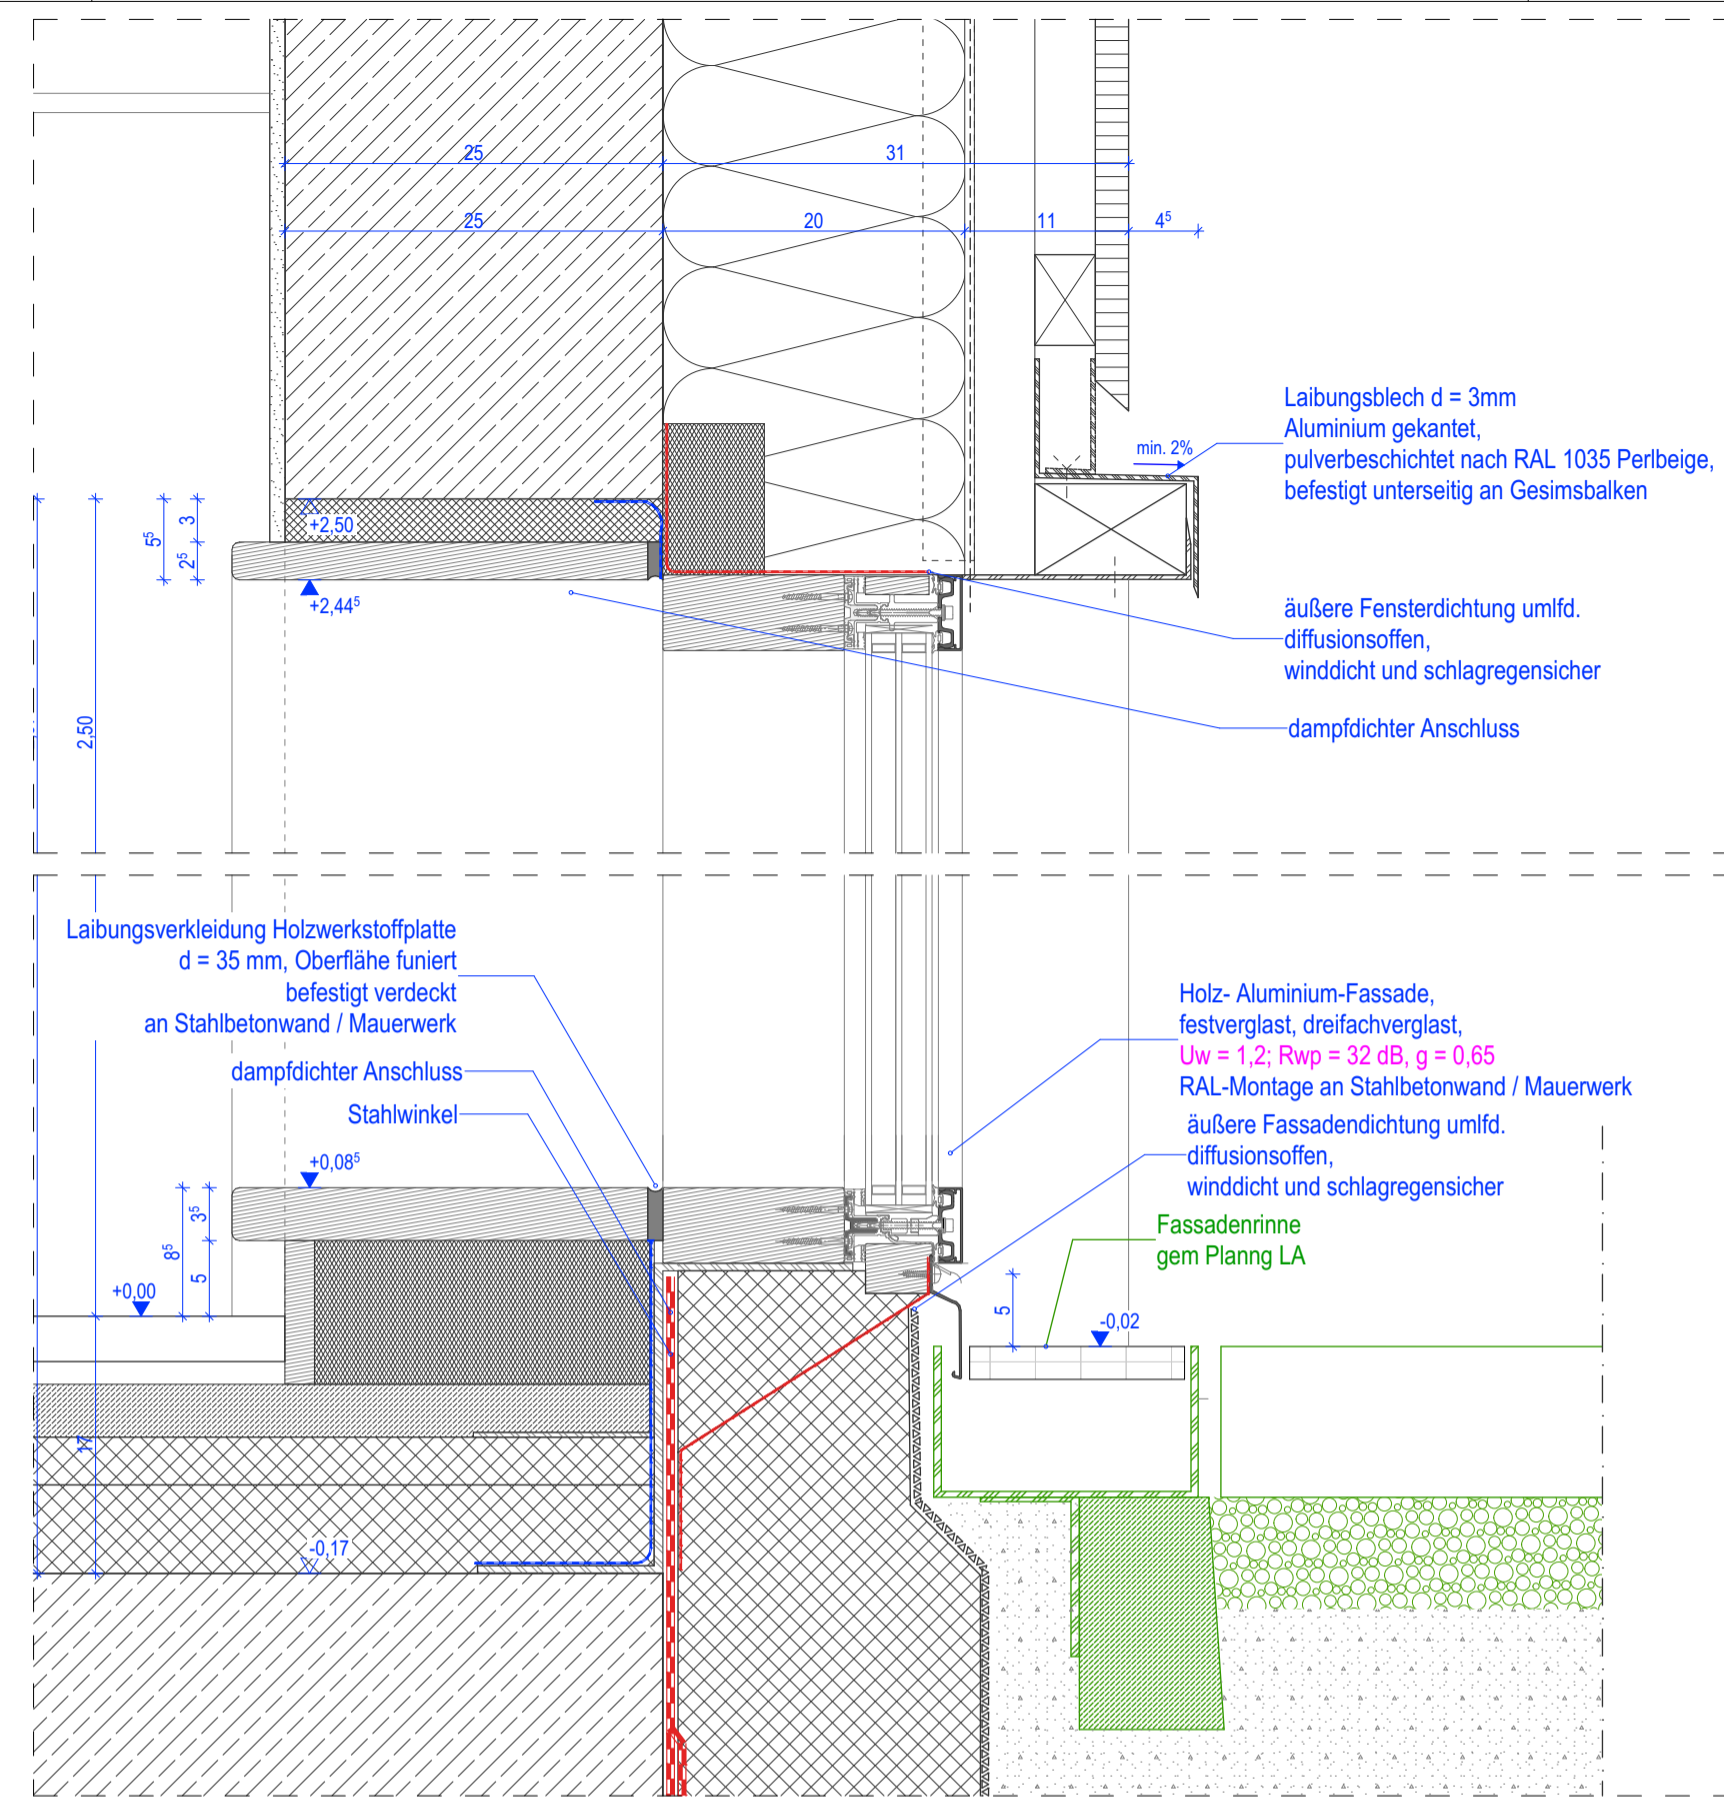 25
31
25
20
11
4⁵
Laibungsblech d = 3mm
Aluminium gekantet,
pulverbeschichtet nach RAL 1035 Perlbeige,
befestigt unterseitig an Gesimsbalken
min. 2%
5⁵
3
2⁵
+2,50
+2,44⁵
äußere Fensterdichtung umlfd.
diffusionsoffen,
winddicht und schlagregensicher
dampfdichter Anschluss
2,50
Laibungsverkleidung Holzwerkstoffplatte
d = 35 mm, Oberflähe funiert
befestigt verdeckt
an Stahlbetonwand / Mauerwerk
dampfdichter Anschluss
Stahlwinkel
Holz- Aluminium-Fassade,
festverglast, dreifachverglast,
Uw = 1,2; Rwp = 32 dB, g = 0,65
RAL-Montage an Stahlbetonwand / Mauerwerk
äußere Fassadendichtung umlfd.
diffusionsoffen,
winddicht und schlagregensicher
Fassadenrinne
gem Planng LA
+0,08⁵
3⁵
8⁵
5
+0,00
5
-0,02
17
-0,17